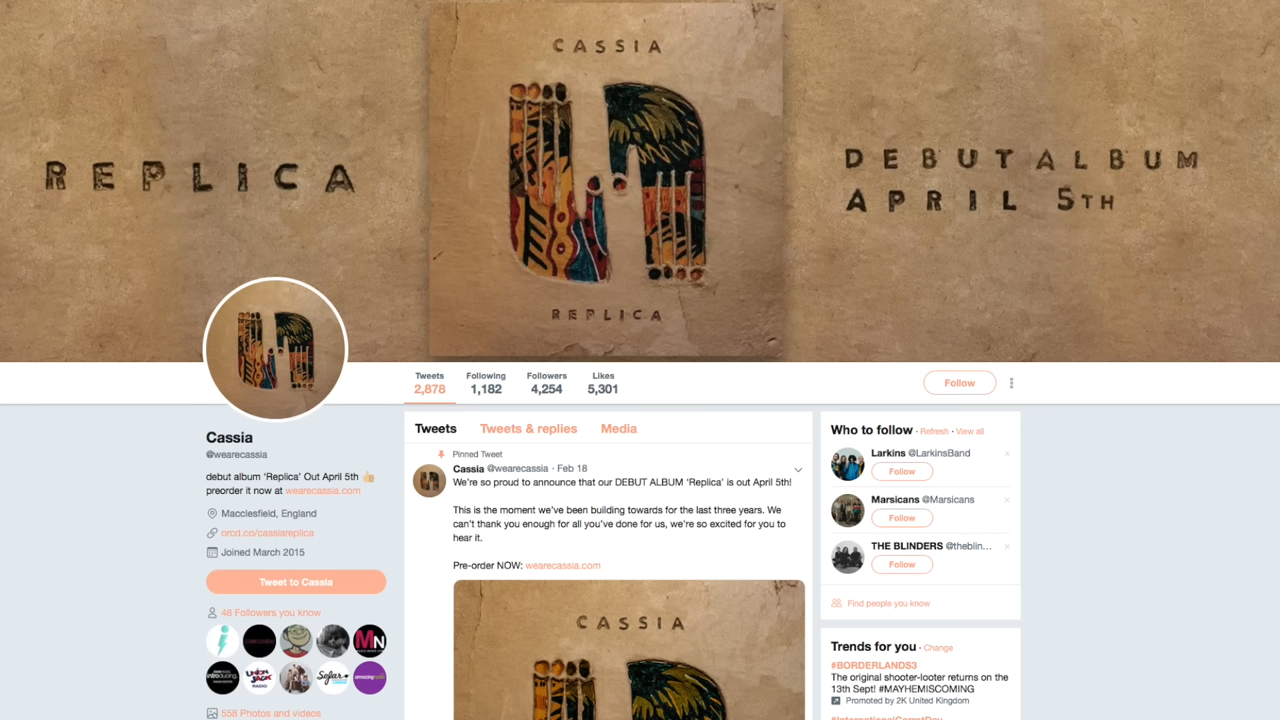 CASSIA
REPLICA
DEBUT ALBUM
APRIL 5TH
REPLICA
Tweets
2,878
Following
1,182
Followers
4,254
Likes
5,301
Follow
Cassia
@wearecassia
debut album ‘Replica’ Out April 5th 👍
preorder it now at wearecassia.com
Macclesfield, England
orcd.co/cassiareplica
Joined March 2015
Tweet to Cassia
48 Followers you know
MN
introducing
UNION
JACK
RADIO
Sofar
amazingradio
558 Photos and videos
Tweets Tweets & replies Media
Pinned Tweet
Cassia @wearecassia · Feb 18
We’re so proud to announce that our DEBUT ALBUM ‘Replica’ is out April 5th!
This is the moment we’ve been building towards for the last three years. We
can’t thank you enough for all you’ve done for us, we’re so excited for you to
hear it.
Pre-order NOW: wearecassia.com
CASSIA
Who to follow · Refresh · View all
Larkins @LarkinsBand
Follow
Marsicans @Marsicans
Follow
THE BLINDERS @theblin...
Follow
Find people you know
Trends for you · Change
#BORDERLANDS3
The original shooter-looter returns on the
13th Sept! #MAYHEMISCOMING
Promoted by 2K United Kingdom